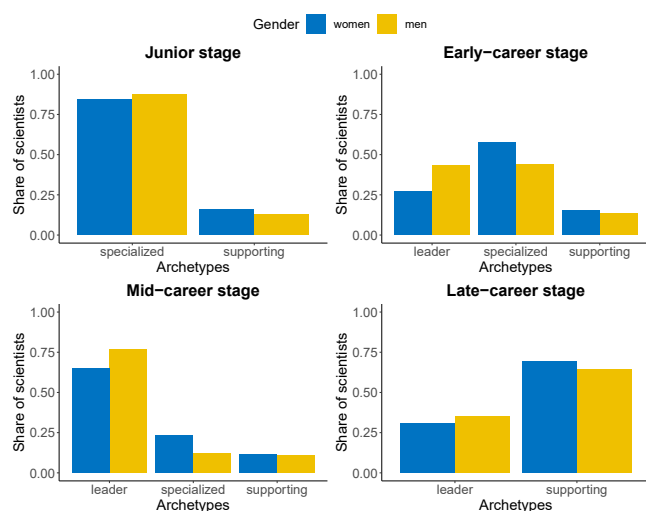 Gender women men
Junior stage
Share of scientists
1.00
0.75
0.50
0.25
0.00
specialized supporting
Archetypes
Early−career stage
Share of scientists
1.00
0.75
0.50
0.25
0.00
leader specialized supporting
Archetypes
Mid−career stage
Share of scientists
1.00
0.75
0.50
0.25
0.00
leader specialized supporting
Archetypes
Late−career stage
Share of scientists
1.00
0.75
0.50
0.25
0.00
leader supporting
Archetypes